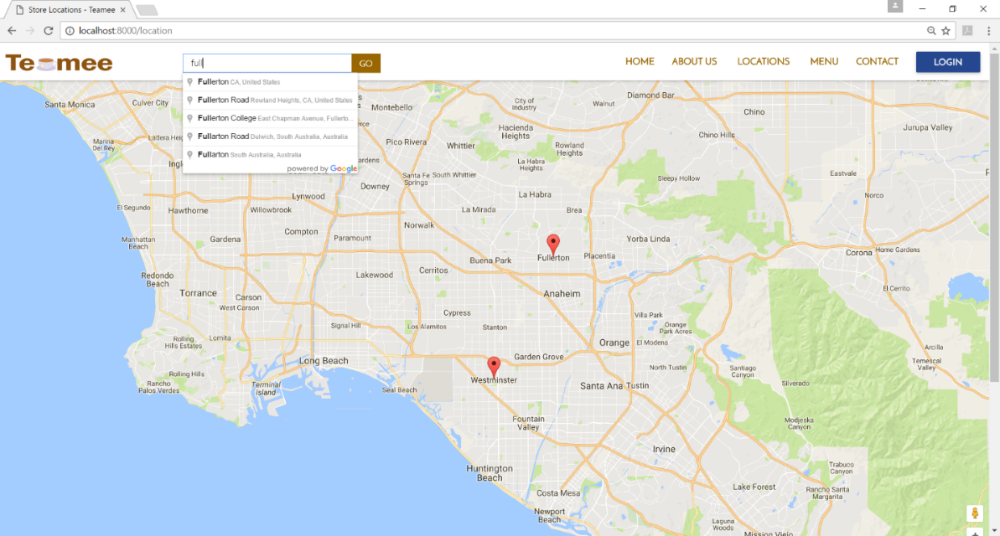 Store Locations - Teamee
localhost:8000/location
Te mee
full
GO
HOME
ABOUT US
LOCATIONS
MENU
CONTACT
LOGIN
Fullerton CA, United States
Fullerton Road Rowland Heights, CA, United States
Fullerton College East Chapman Avenue, Fullerto...
Fullarton Road Dulwich, South Australia, Australia
Fullarton South Australia, Australia
powered by Google
Santa Monica
Culver City
Montebello
City of
Industry
Walnut
Diamond Bar
Chino
Hacienda
Heights
Jurupa Valley
Marina
Del Rey
Ladera Heig
Pico Rivera
Whittier
Rowland
Heights
Chino Hills
Ingl
ardens
La Habra
Heights
Eastvale
Downey
Santa Fe
Springs
South Whittier
Sleepy Hollow
Lynwood
La Habra
Norco
El Segundo
Hawthorne
Willowbrook
La Mirada
Brea
Norwalk
Compton
Manhattan
Beach
Gardena
Paramount
Yorba Linda
Buena Park
Fullerton
Placentia
Corona
Home Gardens
Redondo
Beach
Lakewood
Cerritos
Torrance
Carson
West Carson
Anaheim
El Cerrito
Cypress
Villa Park
Signal Hill
Los Alamitos
Stanton
Orange
Park Acres
Rolling
Hills Estates
Lomita
Orange
El Modena
Arcilla
Long Beach
Garden Grove
Temescal
Valley
Rolling Hills
North Tustin
Santiago
Canyon
Rancho
Palos Verdes
Terminal
Island
Seal Beach
Westminster
Santa Ana
Tustin
Silverado
Fountain
Valley
Modjeska
Canyon
Irvine
Huntington
Beach
Trabuco
Canyon
Costa Mesa
Lake Forest
Rancho Santa
Margarita
Newport
Beach
Laguna
Woods
Mission Viejo